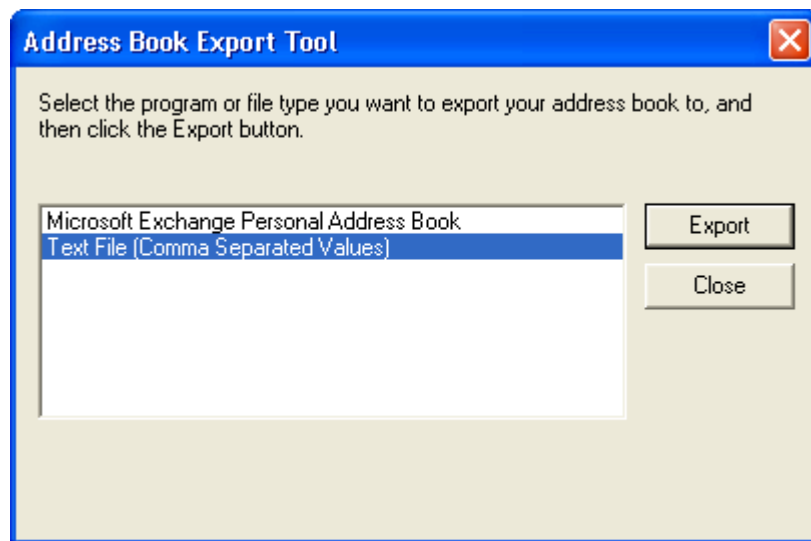 Address Book Export Tool
Select the program or file type you want to export your address book to, and
then click the Export button.
Microsoft Exchange Personal Address Book
Text File (Comma Separated Values)
Export
Close